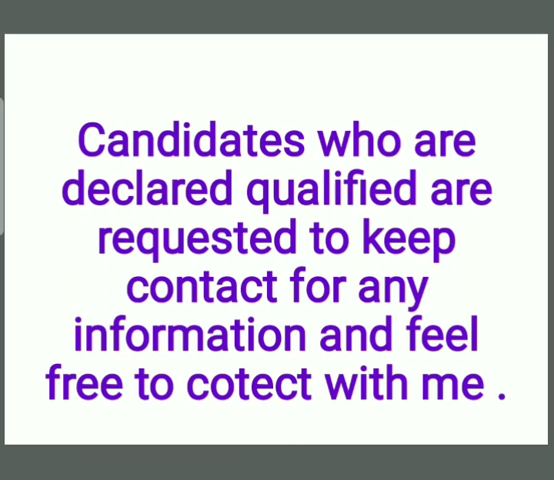 Candidates who are
declared qualified are
requested to keep
contact for any
information and feel
free to cotect with me .